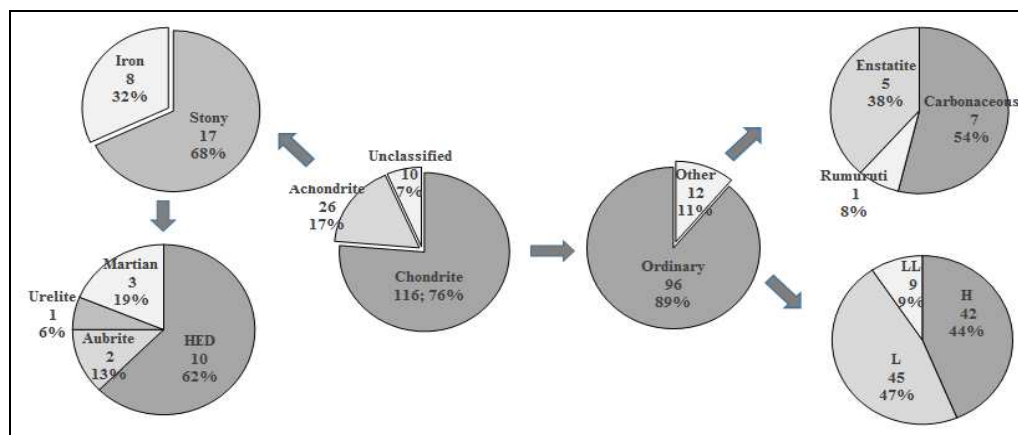 Iron
8
32%
Stony
17
68%
Martian
3
19%
Urelite
1
6%
Aubrite
2
13%
HED
10
62%
Unclassified
10
7%
Achondrite
26
17%
Chondrite
116; 76%
Other
12
11%
Ordinary
96
89%
Enstatite
5
38%
Carbonaceous
7
54%
Rumuruti
1
8%
LL
9
9%
H
42
44%
L
45
47%